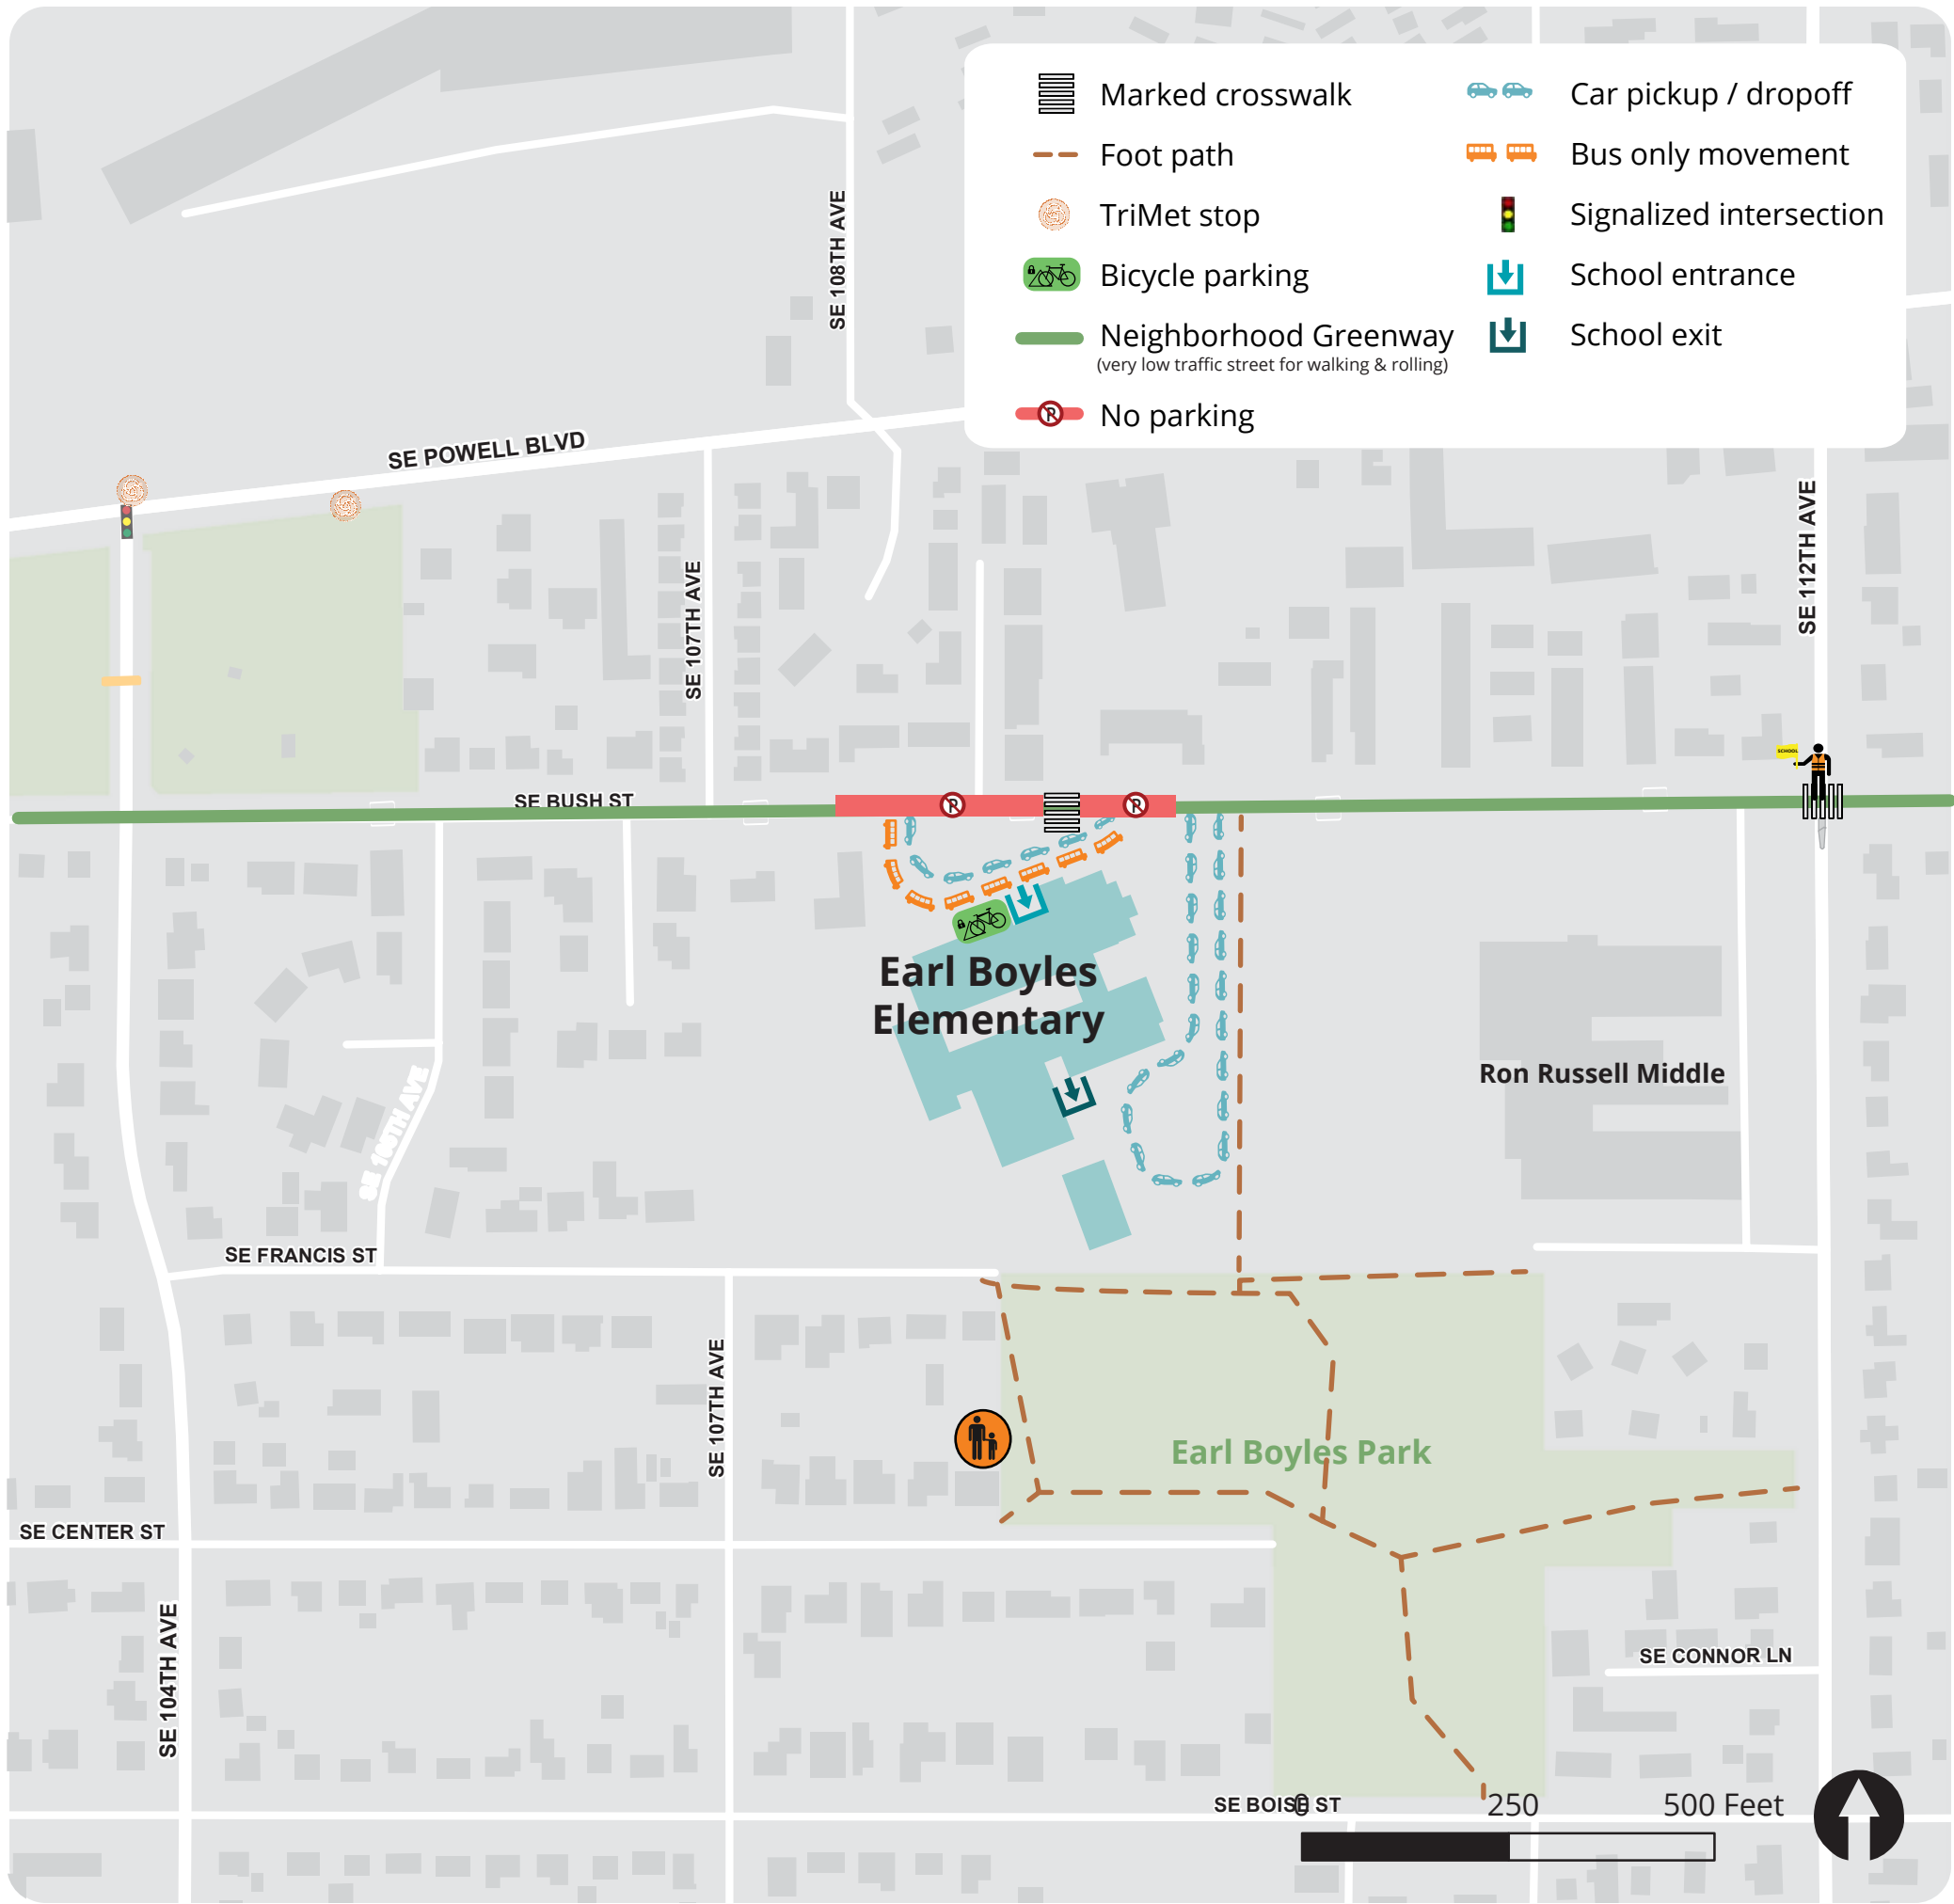 Marked crosswalk
Foot path
TriMet stop
Bicycle parking
Neighborhood Greenway
(very low traffic street for walking & rolling)
No parking
Car pickup / dropoff
Bus only movement
Signalized intersection
School entrance
School exit
SE 108TH AVE
SE POWELL BLVD
SE 112TH AVE
SE 107TH AVE
SCHOOL
SE BUSH ST
P
P
P
Earl Boyles
Elementary
Ron Russell Middle
SE 105TH AVE
SE FRANCIS ST
SE 107TH AVE
Earl Boyles Park
SE CENTER ST
SE 104TH AVE
SE CONNOR LN
SE BOISE ST
0 250 500 Feet